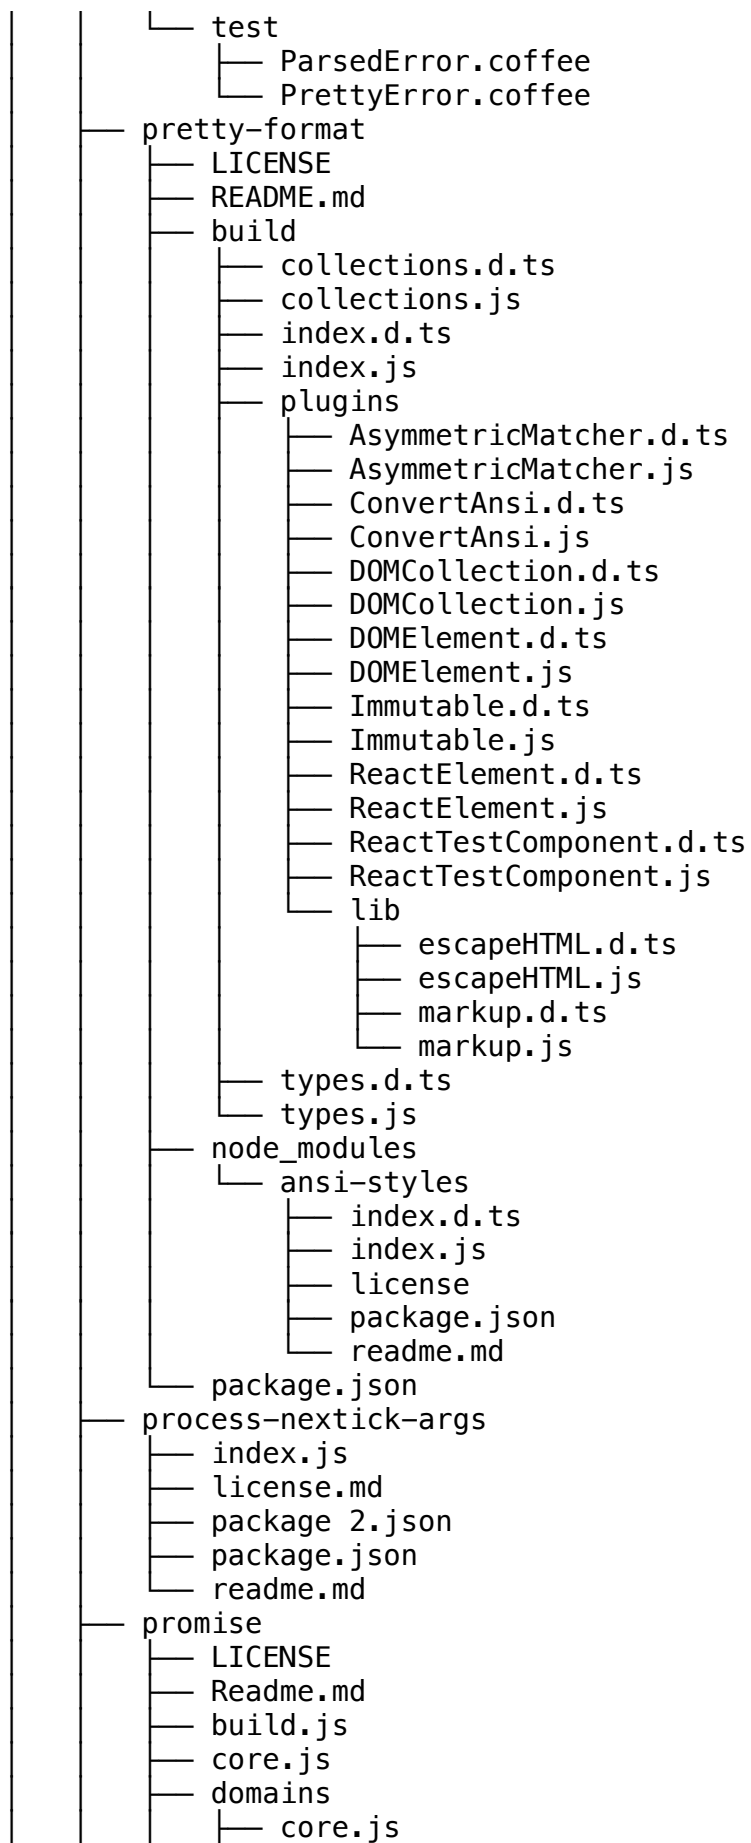 │   │   └── test
│   │       ├── ParsedError.coffee
│   │       └── PrettyError.coffee
│   ├── pretty-format
│   │   ├── LICENSE
│   │   ├── README.md
│   │   ├── build
│   │   │   ├── collections.d.ts
│   │   │   ├── collections.js
│   │   │   ├── index.d.ts
│   │   │   ├── index.js
│   │   │   ├── plugins
│   │   │   │   ├── AsymmetricMatcher.d.ts
│   │   │   │   ├── AsymmetricMatcher.js
│   │   │   │   ├── ConvertAnsi.d.ts
│   │   │   │   ├── ConvertAnsi.js
│   │   │   │   ├── DOMCollection.d.ts
│   │   │   │   ├── DOMCollection.js
│   │   │   │   ├── DOMElement.d.ts
│   │   │   │   ├── DOMElement.js
│   │   │   │   ├── Immutable.d.ts
│   │   │   │   ├── Immutable.js
│   │   │   │   ├── ReactElement.d.ts
│   │   │   │   ├── ReactElement.js
│   │   │   │   ├── ReactTestComponent.d.ts
│   │   │   │   ├── ReactTestComponent.js
│   │   │   │   └── lib
│   │   │   │       ├── escapeHTML.d.ts
│   │   │   │       ├── escapeHTML.js
│   │   │   │       ├── markup.d.ts
│   │   │   │       └── markup.js
│   │   │   ├── types.d.ts
│   │   │   └── types.js
│   │   ├── node_modules
│   │   │   └── ansi-styles
│   │   │       ├── index.d.ts
│   │   │       ├── index.js
│   │   │       ├── license
│   │   │       ├── package.json
│   │   │       └── readme.md
│   │   └── package.json
│   ├── process-nextick-args
│   │   ├── index.js
│   │   ├── license.md
│   │   ├── package 2.json
│   │   ├── package.json
│   │   └── readme.md
│   ├── promise
│   │   ├── LICENSE
│   │   ├── Readme.md
│   │   ├── build.js
│   │   ├── core.js
│   │   ├── domains
│   │   │   ├── core.js